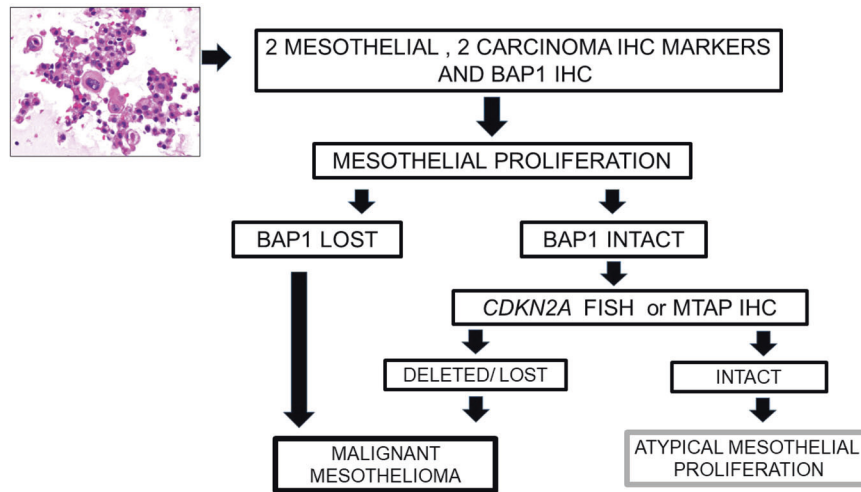 2 MESOTHELIAL , 2 CARCINOMA IHC MARKERS
AND BAP1 IHC
MESOTHELIAL PROLIFERATION
BAP1 LOST
BAP1 INTACT
CDKN2A FISH or MTAP IHC
DELETED/ LOST
INTACT
MALIGNANT
MESOTHELIOMA
ATYPICAL MESOTHELIAL
PROLIFERATION